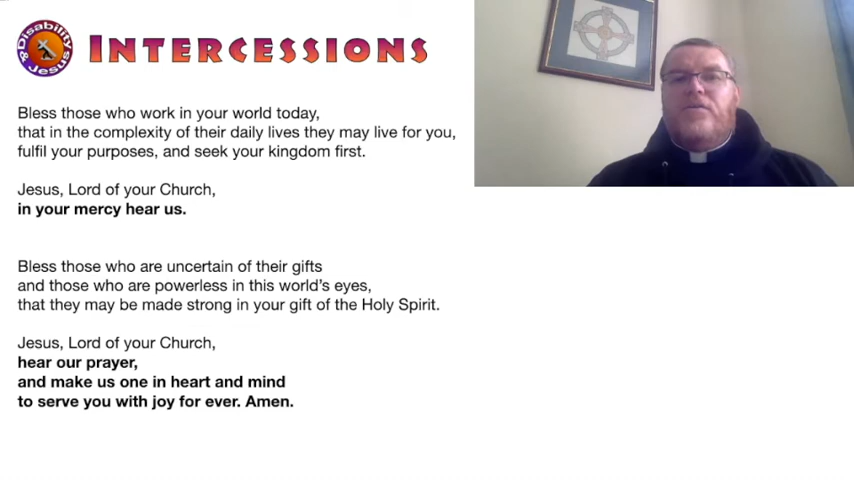 Disability
& Jesus
INTERCESSIONS
Bless those who work in your world today,
that in the complexity of their daily lives they may live for you,
fulfil your purposes, and seek your kingdom first.
Jesus, Lord of your Church,
in your mercy hear us.
Bless those who are uncertain of their gifts
and those who are powerless in this world’s eyes,
that they may be made strong in your gift of the Holy Spirit.
Jesus, Lord of your Church,
hear our prayer,
and make us one in heart and mind
to serve you with joy for ever. Amen.